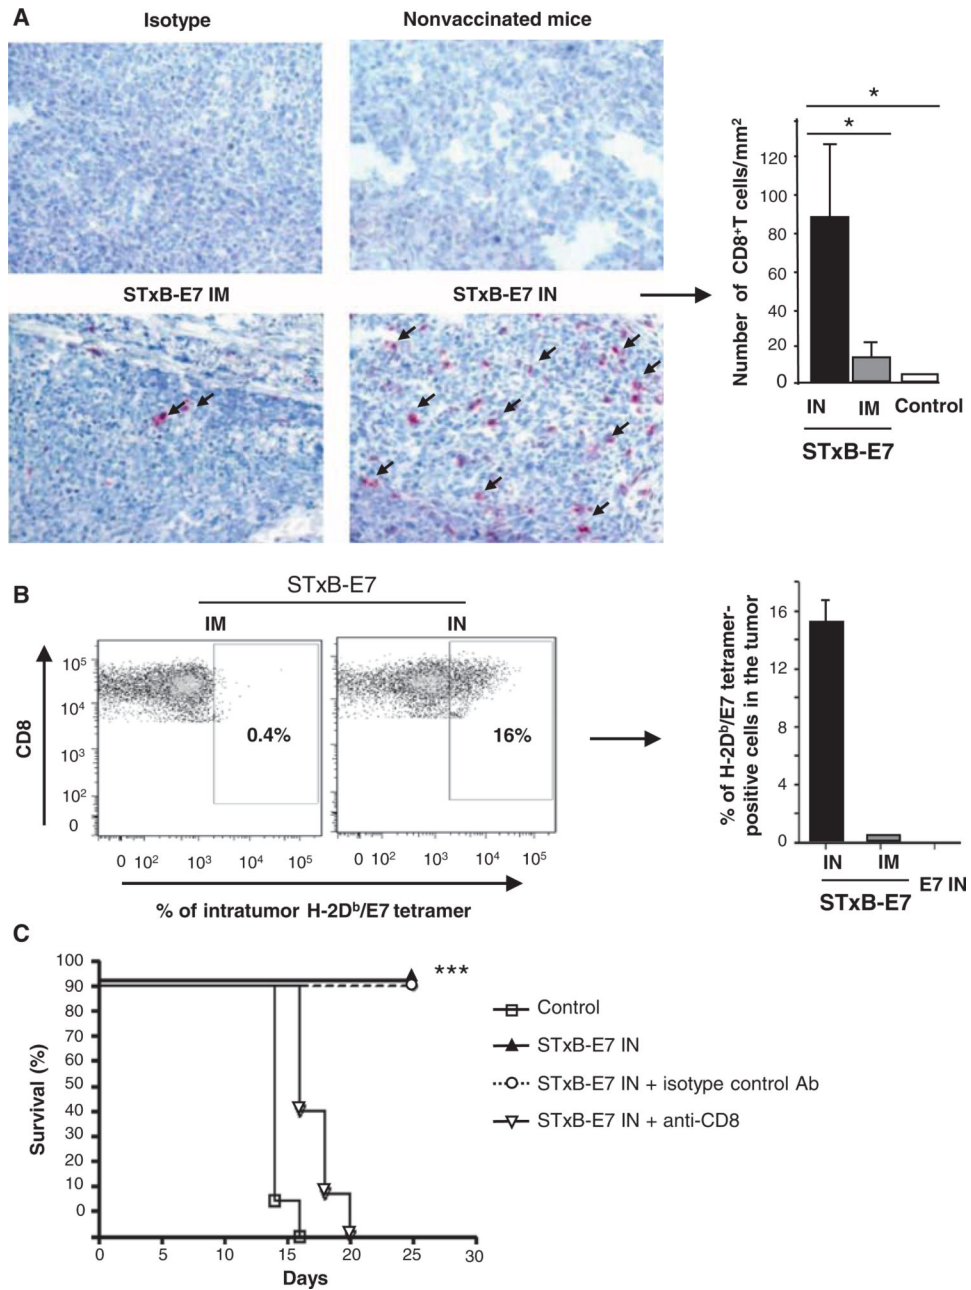 A
Isotype
Nonvaccinated mice
STxB-E7 IM
STxB-E7 IN
Number of CD8⁺T cells/mm²
120
100
80
60
40
20
0
*
*
IN
IM
Control
STxB-E7
B
STxB-E7
IM
IN
CD8
10⁵
10⁴
10³
10²
0
0.4%
16%
0 10² 10³ 10⁴ 10⁵
0 10² 10³ 10⁴ 10⁵
% of intratumor H-2Dᵇ/E7 tetramer
% of H-2Dᵇ/E7 tetramer-
positive cells in the tumor
16
12
8
4
0
IN
IM
E7 IN
STxB-E7
C
Survival (%)
100
90
80
70
60
50
40
30
20
10
0
0 5 10 15 20 25 30
Days
***
Control
STxB-E7 IN
STxB-E7 IN + isotype control Ab
STxB-E7 IN + anti-CD8